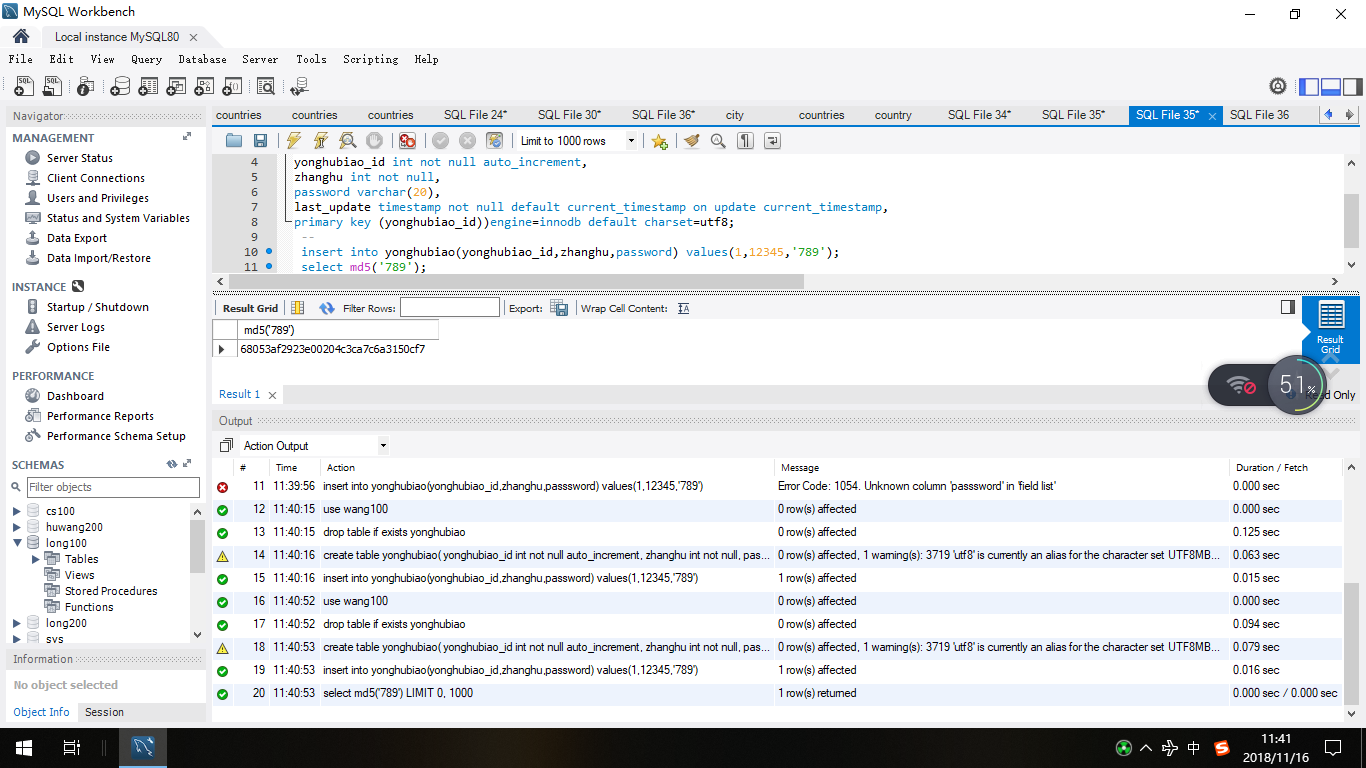 MySQL Workbench
Local instance MySQL80
File Edit View Query Database Server Tools Scripting Help
Navigator
countries countries countries SQL File 24* SQL File 30* SQL File 36* city countries country SQL File 34* SQL File 35* SQL File 35* SQL File 36
MANAGEMENT
Server Status
Client Connections
Users and Privileges
Status and System Variables
Data Export
Data Import/Restore
INSTANCE
Startup / Shutdown
Server Logs
Options File
PERFORMANCE
Dashboard
Performance Reports
Performance Schema Setup
SCHEMAS
Filter objects
cs100
huwang200
long100
Tables
Views
Stored Procedures
Functions
long200
sys
Information
No object selected
Object Info Session
Limit to 1000 rows
4 yonghubiao_id int not null auto_increment,
5 zhanghu int not null,
6 password varchar(20),
7 last_update timestamp not null default current_timestamp on update current_timestamp,
8 primary key (yonghubiao_id))engine=innodb default charset=utf8;
9 --
10 insert into yonghubiao(yonghubiao_id,zhanghu,password) values(1,12345,'789');
11 select md5('789');
Result Grid Filter Rows: Export: Wrap Cell Content:
md5('789')
68053af2923e00204c3ca7c6a3150cf7
Result
Grid
51%
Result 1 Read Only
Output
Action Output
# Time Action Message Duration / Fetch
11 11:39:56 insert into yonghubiao(yonghubiao_id,zhanghu,passsword) values(1,12345,'789') Error Code: 1054. Unknown column 'passsword' in 'field list' 0.000 sec
12 11:40:15 use wang100 0 row(s) affected 0.000 sec
13 11:40:15 drop table if exists yonghubiao 0 row(s) affected 0.125 sec
14 11:40:16 create table yonghubiao( yonghubiao_id int not null auto_increment, zhanghu int not null, pas... 0 row(s) affected, 1 warning(s): 3719 'utf8' is currently an alias for the character set UTF8MB... 0.063 sec
15 11:40:16 insert into yonghubiao(yonghubiao_id,zhanghu,password) values(1,12345,'789') 1 row(s) affected 0.015 sec
16 11:40:52 use wang100 0 row(s) affected 0.000 sec
17 11:40:52 drop table if exists yonghubiao 0 row(s) affected 0.094 sec
18 11:40:53 create table yonghubiao( yonghubiao_id int not null auto_increment, zhanghu int not null, pas... 0 row(s) affected, 1 warning(s): 3719 'utf8' is currently an alias for the character set UTF8MB... 0.079 sec
19 11:40:53 insert into yonghubiao(yonghubiao_id,zhanghu,password) values(1,12345,'789') 1 row(s) affected 0.016 sec
20 11:40:53 select md5('789') LIMIT 0, 1000 1 row(s) returned 0.000 sec / 0.000 sec
中
11:41
2018/11/16